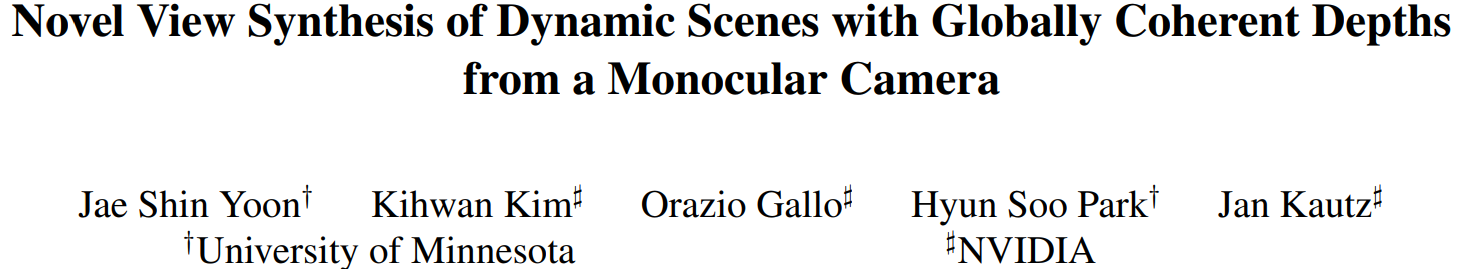 Novel View Synthesis of Dynamic Scenes with Globally Coherent Depths
from a Monocular Camera
Jae Shin Yoon† Kihwan Kim♯ Orazio Gallo♯ Hyun Soo Park† Jan Kautz♯
†University of Minnesota ♯NVIDIA